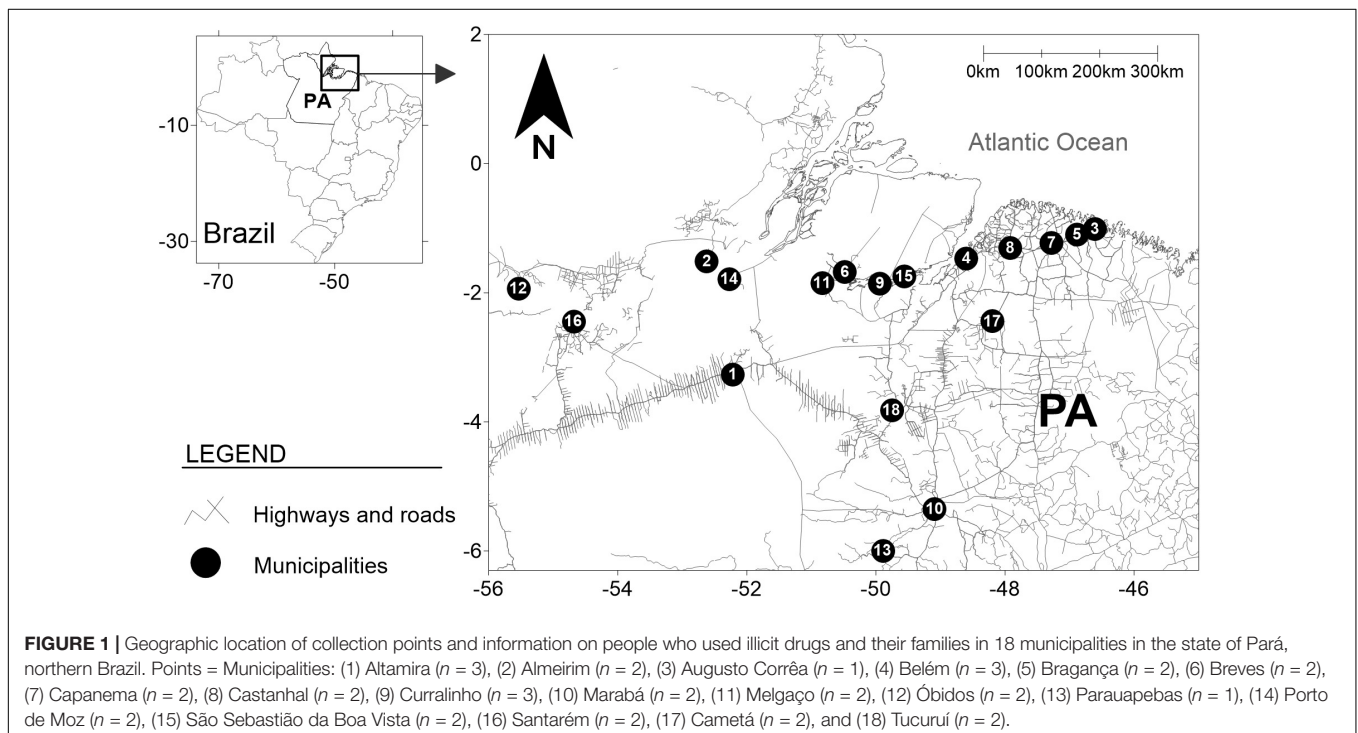 2
0km 100km 200km 300km
PA
-10
N
Atlantic Ocean
0
Brazil
-30
-70 -50
3
5
7
8
4
2
6
15
14
11
9
12
-2
16
17
1
18
PA
-4
LEGEND
Highways and roads
10
Municipalities
13
-6
-56 -54 -52 -50 -48 -46
FIGURE 1 | Geographic location of collection points and information on people who used illicit drugs and their families in 18 municipalities in the state of Pará,
northern Brazil. Points = Municipalities: (1) Altamira (n = 3), (2) Almeirim (n = 2), (3) Augusto Corrêa (n = 1), (4) Belém (n = 3), (5) Bragança (n = 2), (6) Breves (n = 2),
(7) Capanema (n = 2), (8) Castanhal (n = 2), (9) Curralinho (n = 3), (10) Marabá (n = 2), (11) Melgaço (n = 2), (12) Óbidos (n = 2), (13) Parauapebas (n = 1), (14) Porto
de Moz (n = 2), (15) São Sebastião da Boa Vista (n = 2), (16) Santarém (n = 2), (17) Cametá (n = 2), and (18) Tucuruí (n = 2).